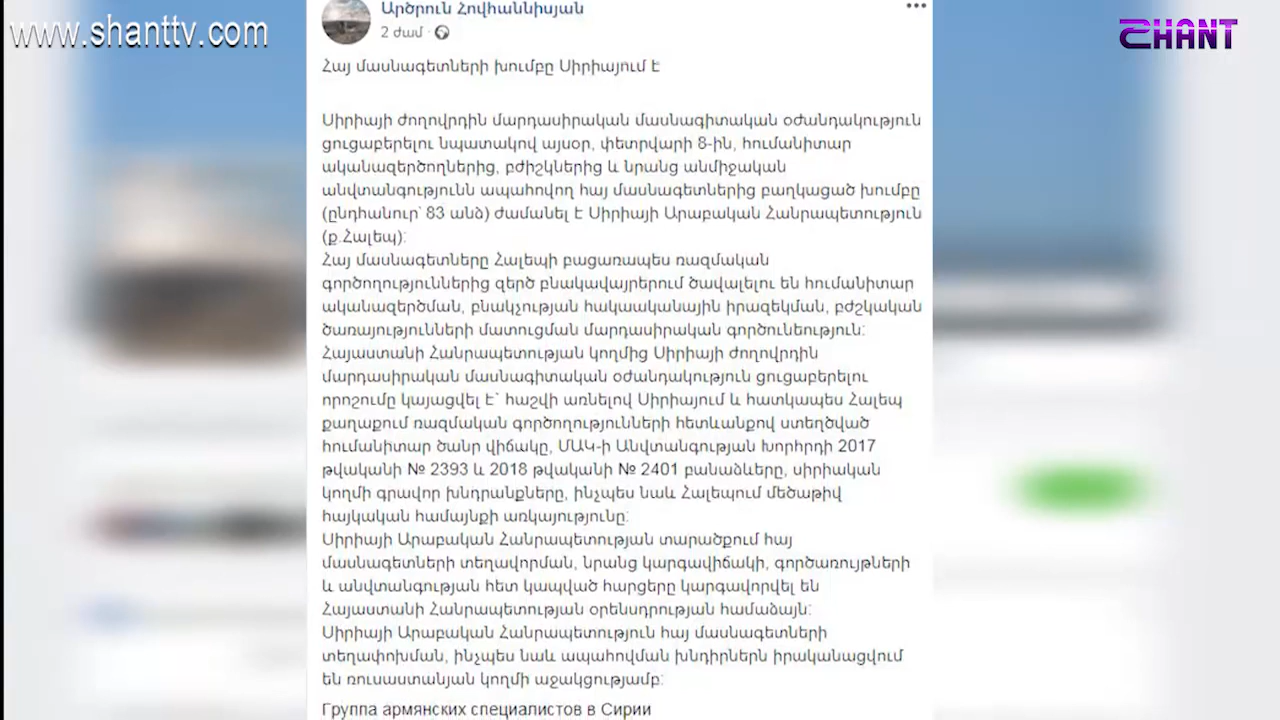 www.shanttv.com
SHANT
Արծրուն Հովհաննիսյան
2 ժամ ·
Հայ մասնագետների խումբը Սիրիայում է
Սիրիայի ժողովրդին մարդասիրական մասնագիտական օժանդակություն
ցուցաբերելու նպատակով այսօր, փետրվարի 8-ին, հումանիտար
ականազերծողներից, բժիշկներից և նրանց անմիջական
անվտանգությունն ապահովող հայ մասնագետներից բաղկացած խումբը
(ընդհանուր՝ 83 անձ) ժամանել է Սիրիայի Արաբական Հանրապետություն
(ք.Հալեպ):
Հայ մասնագետները Հալեպի բացառապես ռազմական
գործողություններից զերծ բնակավայրերում ծավալելու են հումանիտար
ականազերծման, բնակչության հակաականային իրազեկման, բժշկական
ծառայությունների մատուցման մարդասիրական գործունեություն:
Հայաստանի Հանրապետության կողմից Սիրիայի ժողովրդին
մարդասիրական մասնագիտական օժանդակություն ցուցաբերելու
որոշումը կայացվել է` հաշվի առնելով Սիրիայում և հատկապես Հալեպ
քաղաքում ռազմական գործողությունների հետևանքով ստեղծված
հումանիտար ծանր վիճակը, ՄԱԿ-ի Անվտանգության Խորհրդի 2017
թվականի № 2393 և 2018 թվականի № 2401 բանաձևերը, սիրիական
կողմի գրավոր խնդրանքները, ինչպես նաև Հալեպում մեծաթիվ
հայկական համայնքի առկայությունը:
Սիրիայի Արաբական Հանրապետության տարածքում հայ
մասնագետների տեղավորման, նրանց կարգավիճակի, գործառույթների
և անվտանգության հետ կապված հարցերը կարգավորվել են
Հայաստանի Հանրապետության օրենսդրության համաձայն:
Սիրիայի Արաբական Հանրապետություն հայ մասնագետների
տեղափոխման, ինչպես նաև ապահովման խնդիրներն իրականացվում
են ռուսաստանյան կողմի աջակցությամբ:
Группа армянских специалистов в Сирии